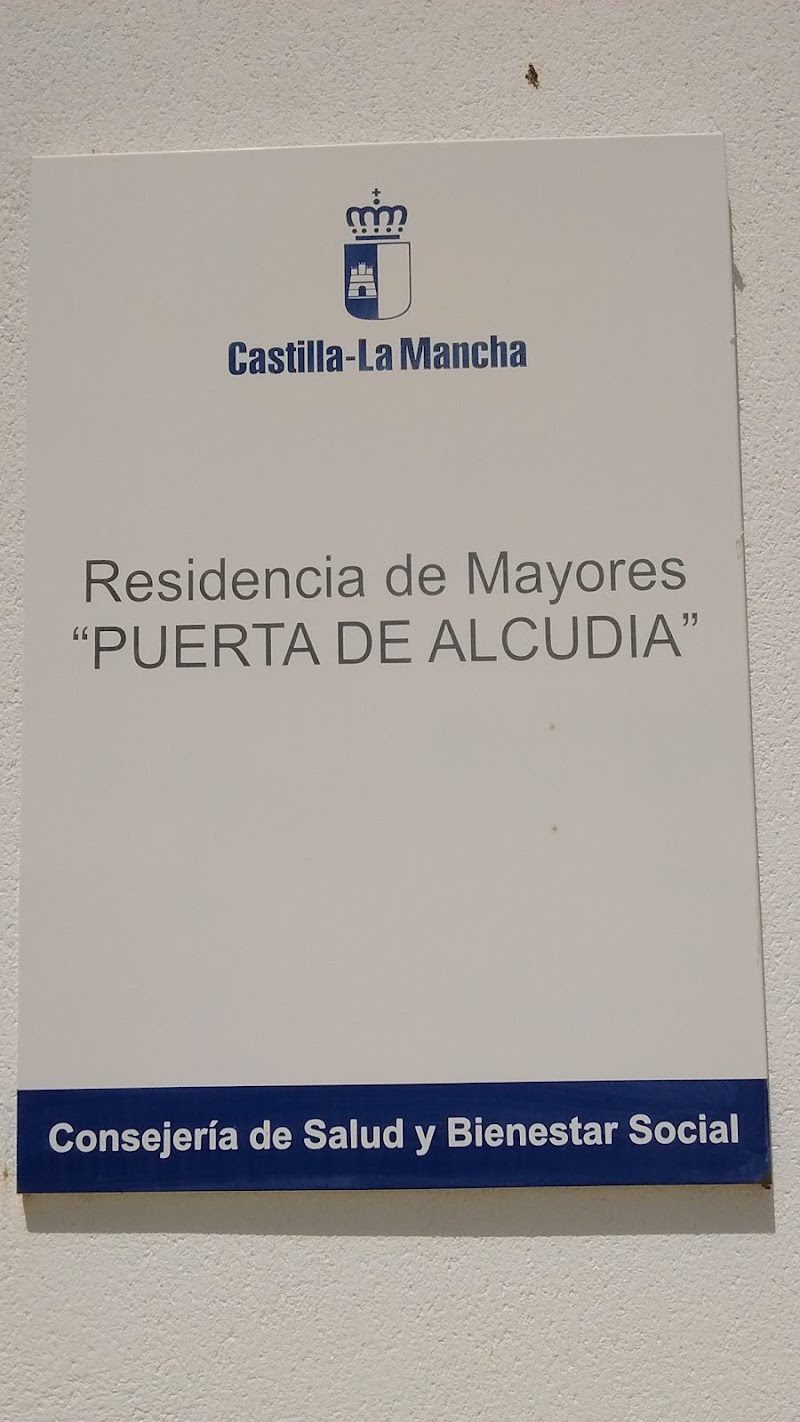 Castilla-La Mancha
Residencia de Mayores
“PUERTA DE ALCUDIA”
Consejería de Salud y Bienestar Social